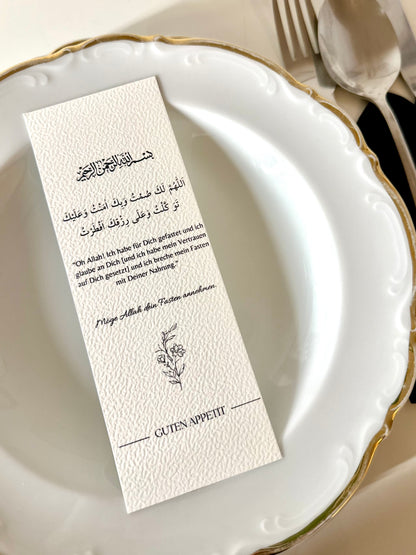 بسم الله الرحمن الرحيم
اَللّٰهُمَّ لَكَ صُمْتُ وَبِكَ اٰمَنْتُ وَعَلَيْكَ
تَوَكَّلْتُ وَعَلٰى رِزْقِكَ اَفْطَرْتُ
"Oh Allah! Ich habe für Dich gefastet und ich
glaube an Dich [und ich habe mein Vertrauen
auf Dich gesetzt] und ich breche mein Fasten
mit Deiner Nahrung."
Möge Allah dein Fasten annehmen.
GUTEN APPETIT